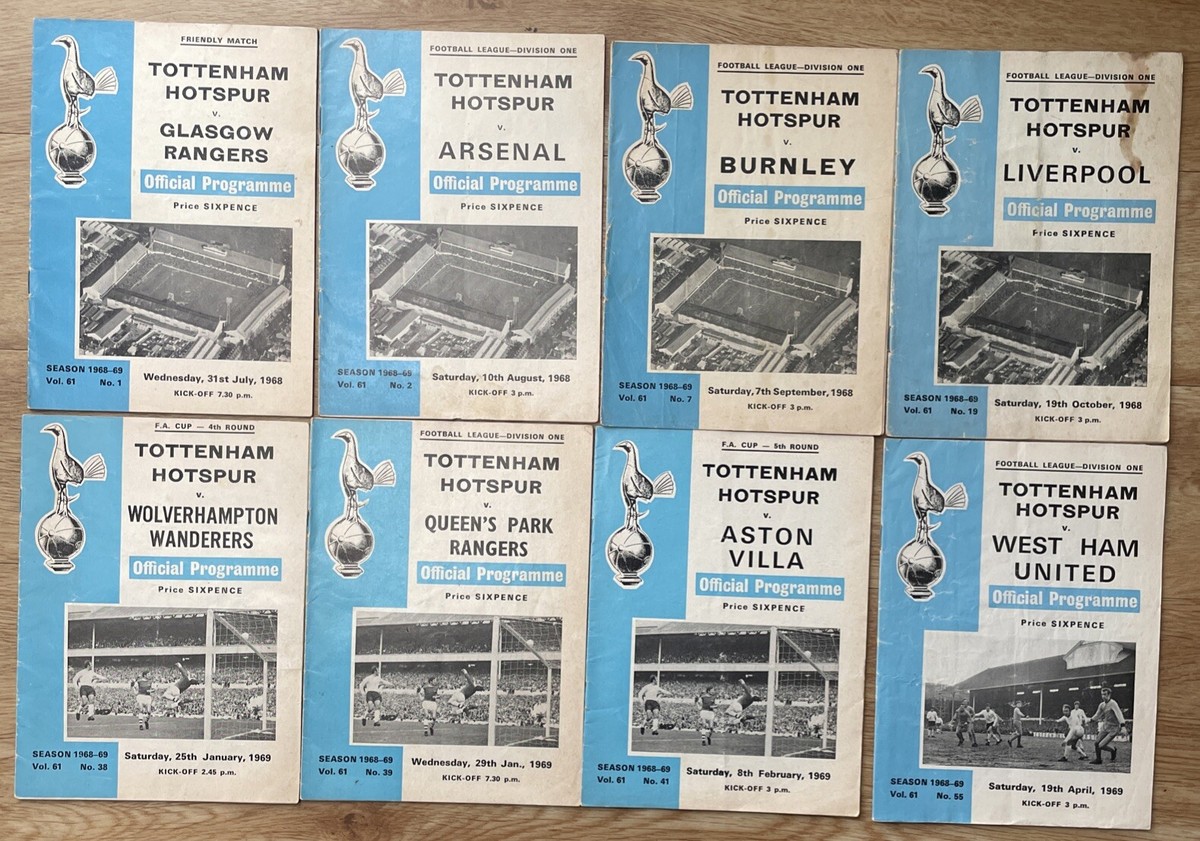 FRIENDLY MATCH
TOTTENHAM
HOTSPUR
v.
GLASGOW
RANGERS
Official Programme
Price SIXPENCE
SEASON 1968–69
Vol. 61 No. 1
Wednesday, 31st July, 1968
KICK-OFF 7.30 p.m.
FOOTBALL LEAGUE—DIVISION ONE
TOTTENHAM
HOTSPUR
v.
ARSENAL
Official Programme
Price SIXPENCE
SEASON 1968–69
Vol. 61 No. 2
Saturday, 10th August, 1968
KICK-OFF 3 p.m.
FOOTBALL LEAGUE—DIVISION ONE
TOTTENHAM
HOTSPUR
v.
BURNLEY
Official Programme
Price SIXPENCE
SEASON 1968–69
Vol. 61 No. 7
Saturday, 7th September, 1968
KICK-OFF 3 p.m.
FOOTBALL LEAGUE—DIVISION ONE
TOTTENHAM
HOTSPUR
v.
LIVERPOOL
Official Programme
Price SIXPENCE
SEASON 1968–69
Vol. 61 No. 19
Saturday, 19th October, 1968
KICK-OFF 3 p.m.
F.A. CUP — 4th ROUND
TOTTENHAM
HOTSPUR
v.
WOLVERHAMPTON
WANDERERS
Official Programme
Price SIXPENCE
SEASON 1968–69
Vol. 61 No. 38
Saturday, 25th January, 1969
KICK-OFF 2.45 p.m.
FOOTBALL LEAGUE—DIVISION ONE
TOTTENHAM
HOTSPUR
v.
QUEEN'S PARK
RANGERS
Official Programme
Price SIXPENCE
SEASON 1968–69
Vol. 61 No. 39
Wednesday, 29th Jan., 1969
KICK-OFF 7.30 p.m.
F.A. CUP — 5th ROUND
TOTTENHAM
HOTSPUR
v.
ASTON
VILLA
Official Programme
Price SIXPENCE
SEASON 1968–69
Vol. 61 No. 41
Saturday, 8th February, 1969
KICK-OFF 3 p.m.
FOOTBALL LEAGUE—DIVISION ONE
TOTTENHAM
HOTSPUR
v.
WEST HAM
UNITED
Official Programme
Price SIXPENCE
SEASON 1968–69
Vol. 61 No. 55
Saturday, 19th April, 1969
KICK-OFF 3 p.m.